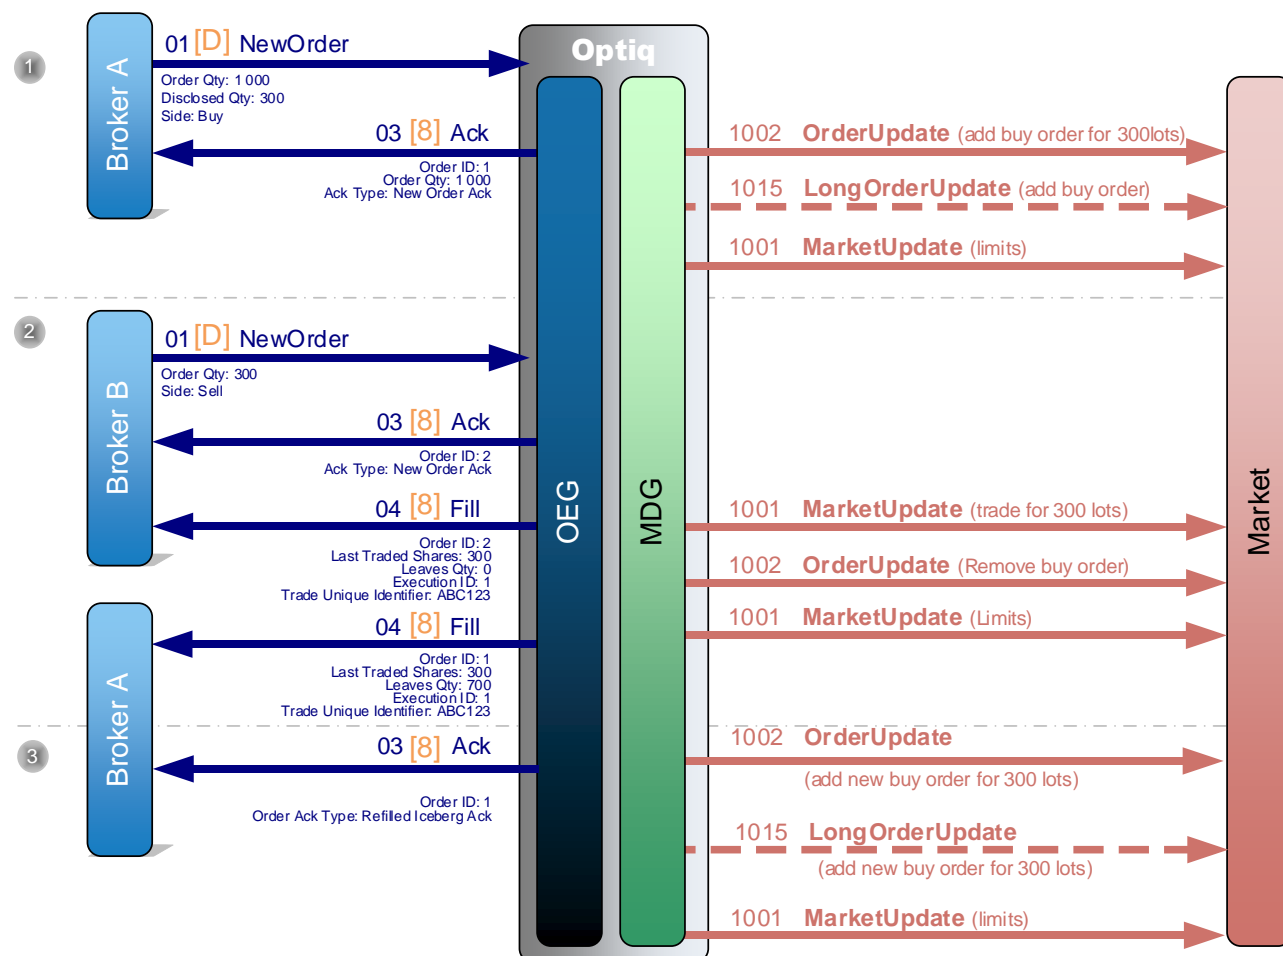 1
Broker A
01 [D] NewOrder
Order Qty: 1 000
Disclosed Qty: 300
Side: Buy
03 [8] Ack
Order ID: 1
Order Qty: 1 000
Ack Type: New Order Ack
Optiq
OEG
MDG
Market
1002 OrderUpdate (add buy order for 300lots)
1015 LongOrderUpdate (add buy order)
1001 MarketUpdate (limits)
2
Broker B
01 [D] NewOrder
Order Qty: 300
Side: Sell
03 [8] Ack
Order ID: 2
Ack Type: New Order Ack
04 [8] Fill
Order ID: 2
Last Traded Shares: 300
Leaves Qty: 0
Execution ID: 1
Trade Unique Identifier: ABC123
1001 MarketUpdate (trade for 300 lots)
1002 OrderUpdate (Remove buy order)
1001 MarketUpdate (Limits)
Broker A
04 [8] Fill
Order ID: 1
Last Traded Shares: 300
Leaves Qty: 700
Execution ID: 1
Trade Unique Identifier: ABC123
3
03 [8] Ack
Order ID: 1
Order Ack Type: Refilled Iceberg Ack
1002 OrderUpdate
(add new buy order for 300 lots)
1015 LongOrderUpdate
(add new buy order for 300 lots)
1001 MarketUpdate (limits)